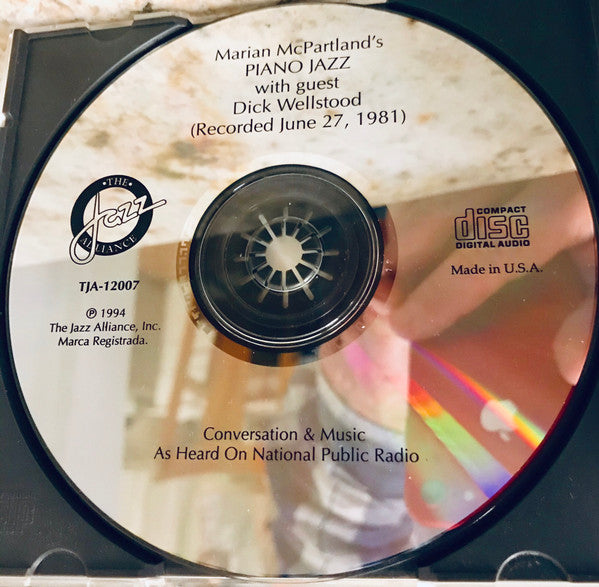 Marian McPartland's
PIANO JAZZ
with guest
Dick Wellstood
(Recorded June 27, 1981)
• THE •
Jazz
ALLIANCE
TJA-12007
℗ 1994
The Jazz Alliance, Inc.
Marca Registrada.
COMPACT
disc
DIGITAL AUDIO
Made in U.S.A.
Conversation & Music
As Heard On National Public Radio